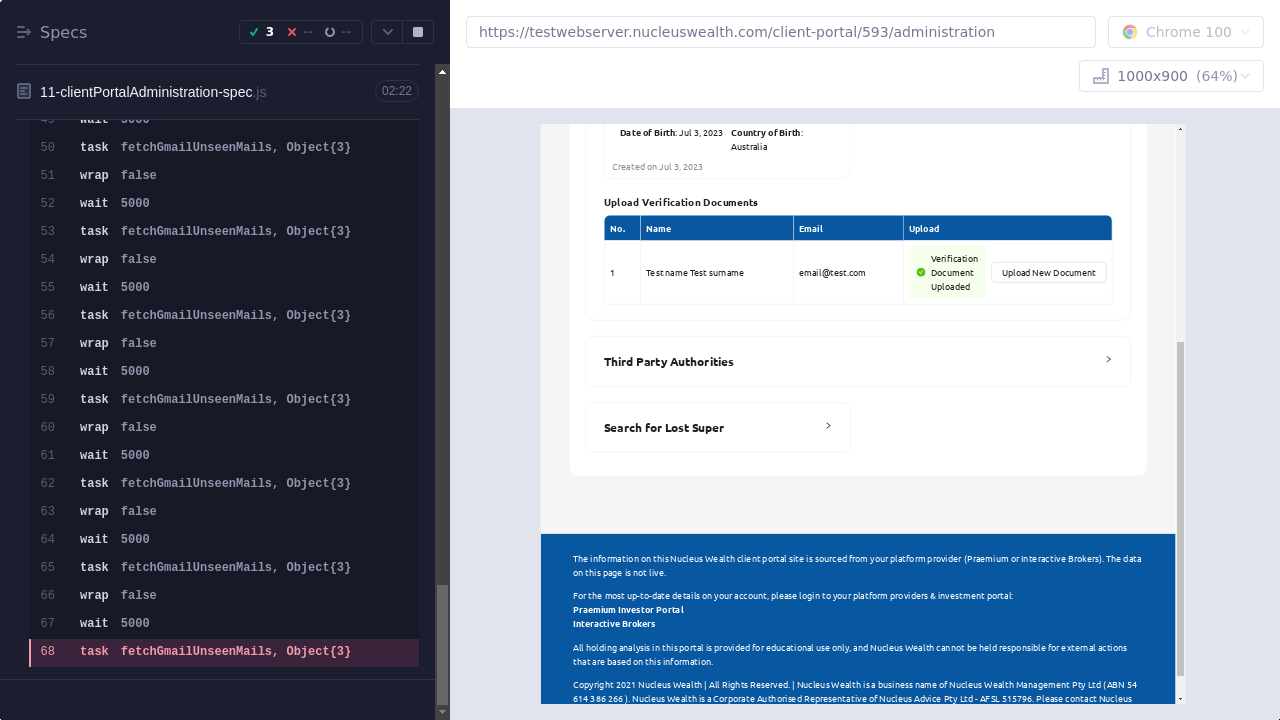 Specs
3
--
--
11-clientPortalAdministration-spec.js
02:22
49 wait 5000
50 task fetchGmailUnseenMails, Object{3}
51 wrap false
52 wait 5000
53 task fetchGmailUnseenMails, Object{3}
54 wrap false
55 wait 5000
56 task fetchGmailUnseenMails, Object{3}
57 wrap false
58 wait 5000
59 task fetchGmailUnseenMails, Object{3}
60 wrap false
61 wait 5000
62 task fetchGmailUnseenMails, Object{3}
63 wrap false
64 wait 5000
65 task fetchGmailUnseenMails, Object{3}
66 wrap false
67 wait 5000
68 task fetchGmailUnseenMails, Object{3}
https://testwebserver.nucleuswealth.com/client-portal/593/administration
Chrome 100
1000x900 (64%)
Date of Birth: Jul 3, 2023
Country of Birth:
Australia
Created on Jul 3, 2023
Upload Verification Documents
No. Name Email Upload
1 Test name Test surname email@test.com
Verification
Document
Uploaded
Upload New Document
Third Party Authorities
Search for Lost Super
The information on this Nucleus Wealth client portal site is sourced from your platform provider (Praemium or Interactive Brokers). The data
on this page is not live.
For the most up-to-date details on your account, please login to your platform providers & investment portal:
Praemium Investor Portal
Interactive Brokers
All holding analysis in this portal is provided for educational use only, and Nucleus Wealth cannot be held responsible for external actions
that are based on this information.
Copyright 2021 Nucleus Wealth | All Rights Reserved. | Nucleus Wealth is a business name of Nucleus Wealth Management Pty Ltd (ABN 54
614 386 266 ). Nucleus Wealth is a Corporate Authorised Representative of Nucleus Advice Pty Ltd - AFSL 515796. Please contact Nucleus